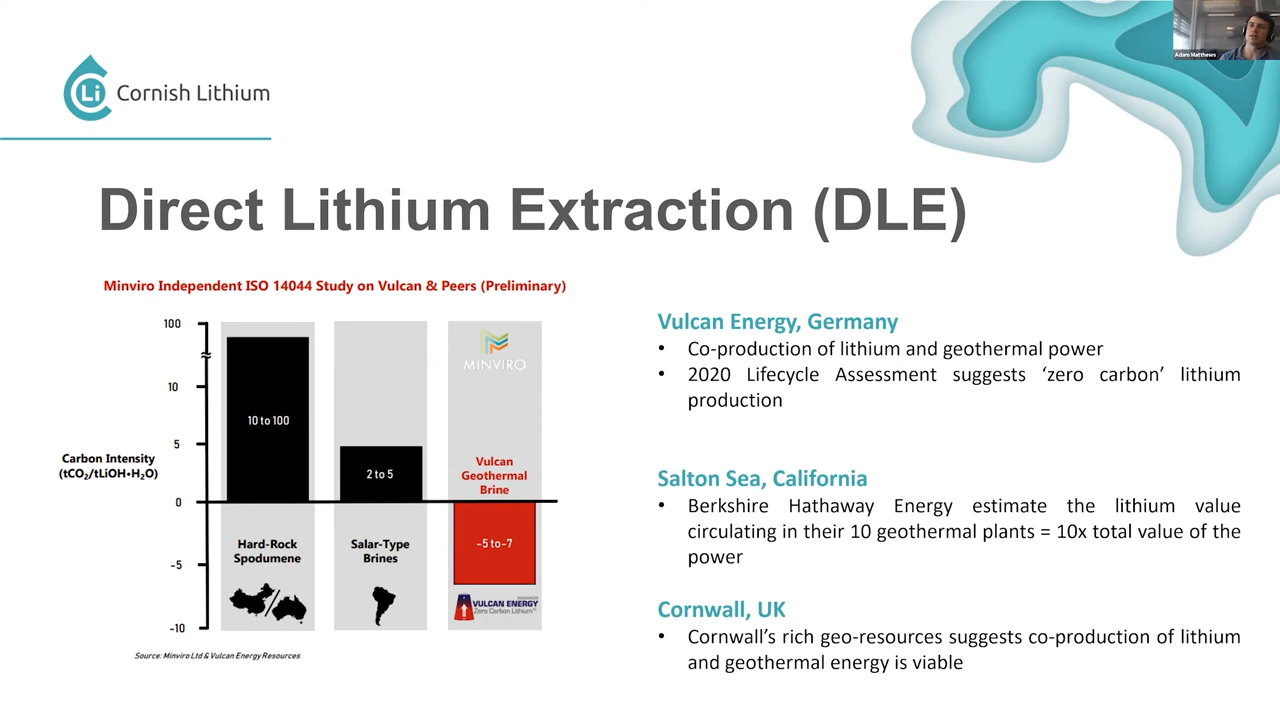 Adam Matthews
Li
Cornish Lithium
Direct Lithium Extraction (DLE)
Minviro Independent ISO 14044 Study on Vulcan & Peers (Preliminary)
100
10
5
0
-5
-10
Carbon Intensity
(tCO₂/tLiOH•H₂O)
10 to 100
2 to 5
MINVIRO
Vulcan
Geothermal
Brine
-5 to-7
Hard-Rock
Spodumene
Salar-Type
Brines
VULCAN ENERGY
RESOURCES
Zero Carbon Lithium™
Source: Minviro Ltd & Vulcan Energy Resources
Vulcan Energy, Germany
• Co-production of lithium and geothermal power
• 2020 Lifecycle Assessment suggests ‘zero carbon’ lithium
production
Salton Sea, California
• Berkshire Hathaway Energy estimate the lithium value
circulating in their 10 geothermal plants = 10x total value of the
power
Cornwall, UK
• Cornwall’s rich geo-resources suggests co-production of lithium
and geothermal energy is viable